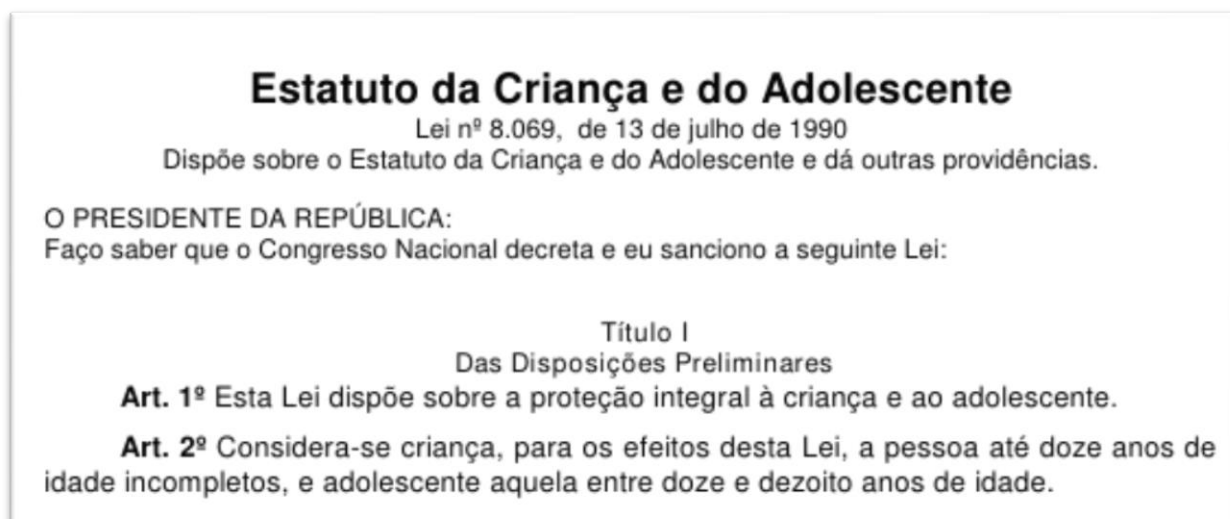 Estatuto da Criança e do Adolescente
Lei nº 8.069, de 13 de julho de 1990
Dispõe sobre o Estatuto da Criança e do Adolescente e dá outras providências.
O PRESIDENTE DA REPÚBLICA:
Faço saber que o Congresso Nacional decreta e eu sanciono a seguinte Lei:
Título I
Das Disposições Preliminares
Art. 1º Esta Lei dispõe sobre a proteção integral à criança e ao adolescente.
Art. 2º Considera-se criança, para os efeitos desta Lei, a pessoa até doze anos de
idade incompletos, e adolescente aquela entre doze e dezoito anos de idade.